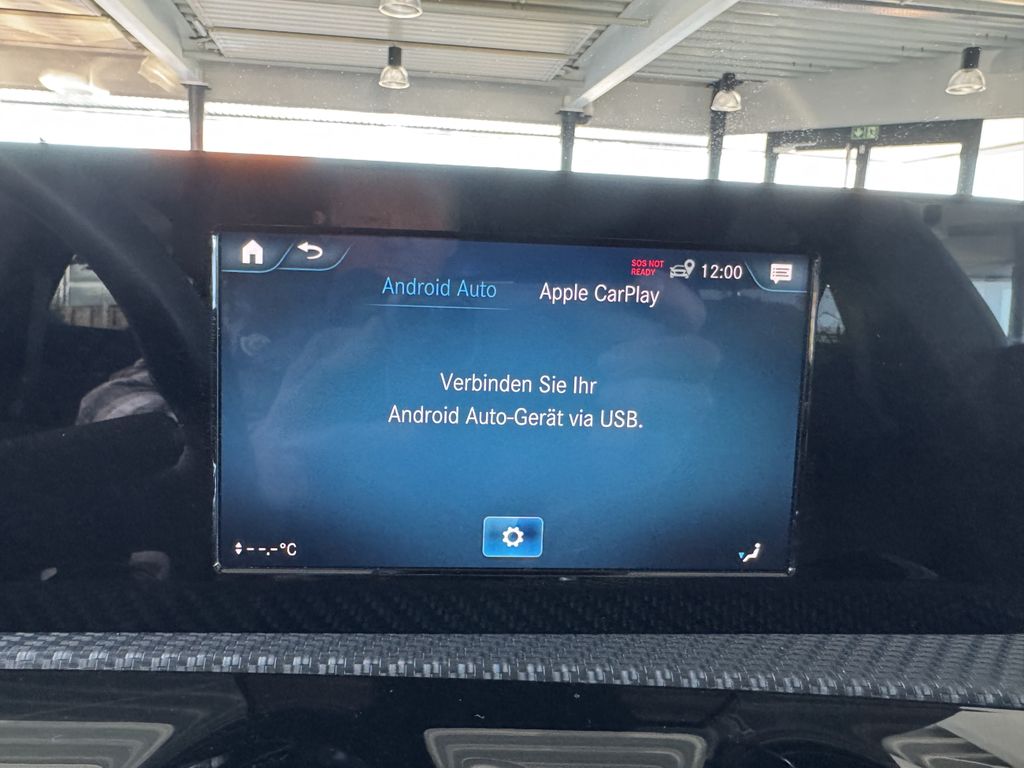 SOS NOT
READY
12:00
Android Auto
Apple CarPlay
Verbinden Sie Ihr
Android Auto-Gerät via USB.
--.-°C